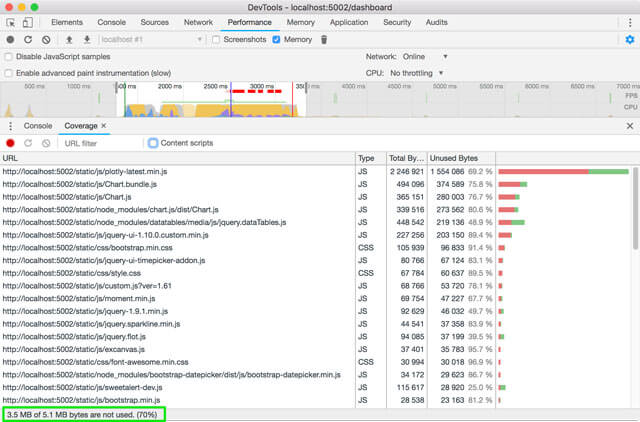 DevTools - localhost:5002/dashboard
Elements Console Sources Network Performance Memory Application Security Audits
localhost #1 Screenshots Memory
Disable JavaScript samples Network: Online
Enable advanced paint instrumentation (slow) CPU: No throttling
500 ms 1000 ms 1500 ms 2000 ms 2500 ms 3000 ms 3500 4000 ms 4500 ms 5000 ms 5500 ms 6000 ms 6500 ms 7000 ms
FPS
CPU
Console Coverage
URL filter Content scripts
URL Type Total By… Unused Bytes
http://localhost:5002/static/js/plotly-latest.min.js JS 2 246 921 1 554 086 69.2 %
http://localhost:5002/static/js/Chart.bundle.js JS 494 096 374 589 75.8 %
http://localhost:5002/static/js/Chart.js JS 365 151 280 003 76.7 %
http://localhost:5002/static/node_modules/chart.js/dist/Chart.js JS 339 516 273 562 80.6 %
http://localhost:5002/static/node_modules/datatables/media/js/jquery.dataTables.js JS 448 542 219 136 48.9 %
http://localhost:5002/static/js/jquery-ui-1.10.0.custom.min.js JS 227 256 203 150 89.4 %
http://localhost:5002/static/css/bootstrap.min.css CSS 105 939 96 833 91.4 %
http://localhost:5002/static/js/jquery-ui-timepicker-addon.js JS 80 766 67 124 83.1 %
http://localhost:5002/static/css/style.css CSS 67 784 60 637 89.5 %
http://localhost:5002/static/js/custom.js?ver=1.61 JS 68 766 53 720 78.1 %
http://localhost:5002/static/js/moment.min.js JS 69 754 47 227 67.7 %
http://localhost:5002/static/js/jquery-1.9.1.min.js JS 92 629 46 032 49.7 %
http://localhost:5002/static/js/jquery.sparkline.min.js JS 44 541 37 358 83.9 %
http://localhost:5002/static/js/jquery.flot.js JS 94 085 37 199 39.5 %
http://localhost:5002/static/js/excanvas.js JS 37 401 35 783 95.7 %
http://localhost:5002/static/css/font-awesome.min.css CSS 30 994 30 018 96.9 %
http://localhost:5002/static/node_modules/bootstrap-datepicker/dist/js/bootstrap-datepicker.min.js JS 34 172 29 623 86.7 %
http://localhost:5002/static/js/sweetalert-dev.js JS 115 617 28 920 25.0 %
http://localhost:5002/static/js/bootstrap.min.js JS 28 538 23 163 81.2 %
3.5 MB of 5.1 MB bytes are not used. (70%)